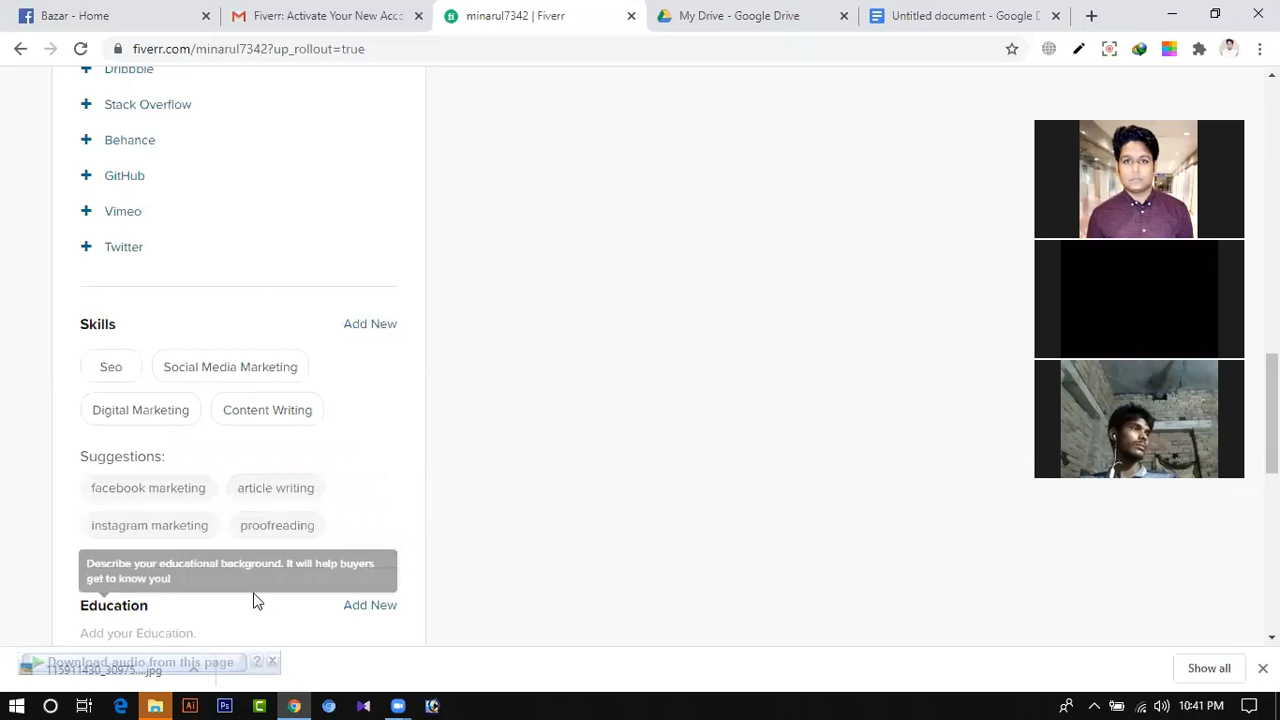 Bazar - Home
Fiverr: Activate Your New Acc
minarul7342 | Fiverr
My Drive - Google Drive
Untitled document - Google D
fiverr.com/minarul7342?up_rollout=true
Dribbble
Stack Overflow
Behance
GitHub
Vimeo
Twitter
Skills
Add New
Seo
Social Media Marketing
Digital Marketing
Content Writing
Suggestions:
facebook marketing
article writing
instagram marketing
proofreading
Describe your educational background. It will help buyers
get to know you!
Education
Add New
Add your Education.
Download audio from this page
?
115911430_30975....jpg
Show all
10:41 PM